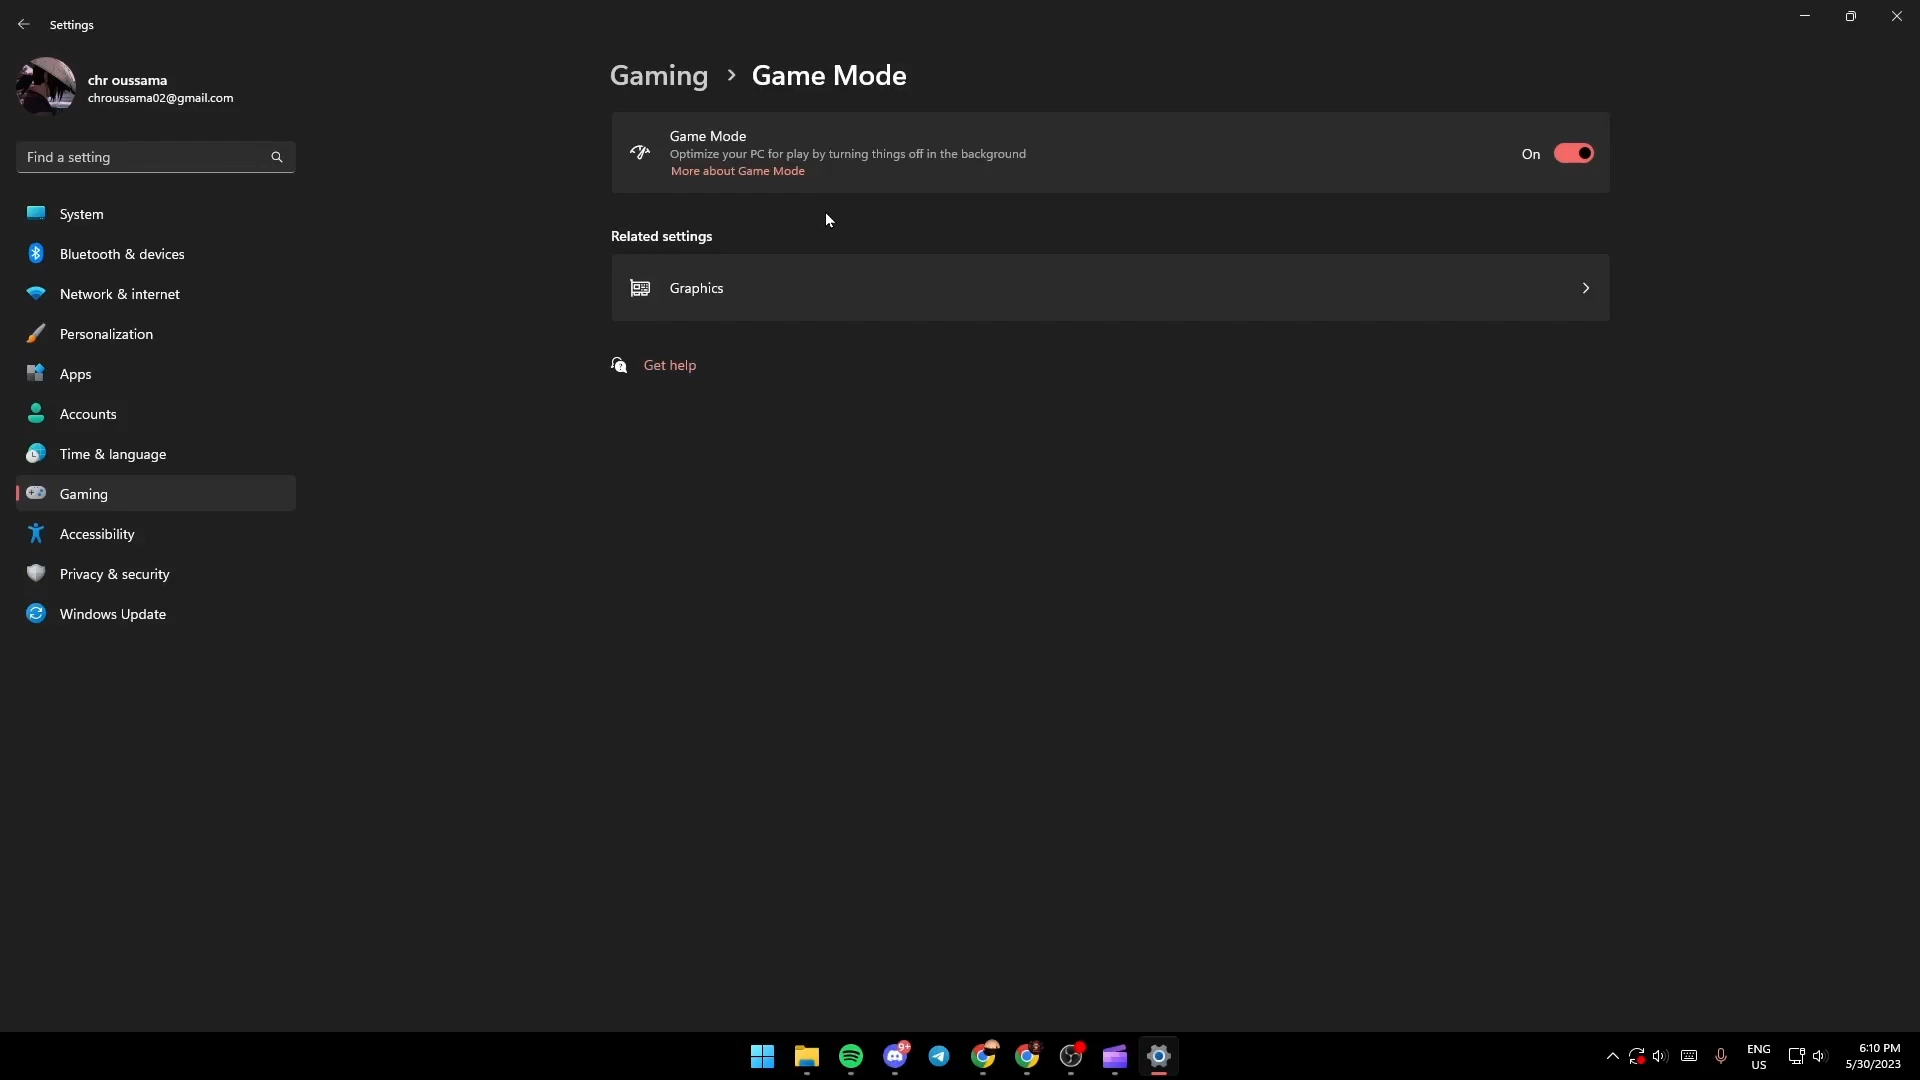 Settings
chr oussama
chroussama02@gmail.com
Find a setting
System
Bluetooth & devices
Network & internet
Personalization
Apps
Accounts
Time & language
Gaming
Accessibility
Privacy & security
Windows Update
Gaming > Game Mode
Game Mode
Optimize your PC for play by turning things off in the background
More about Game Mode
On
Related settings
Graphics
Get help
9+
ENG
US
6:10 PM
5/30/2023